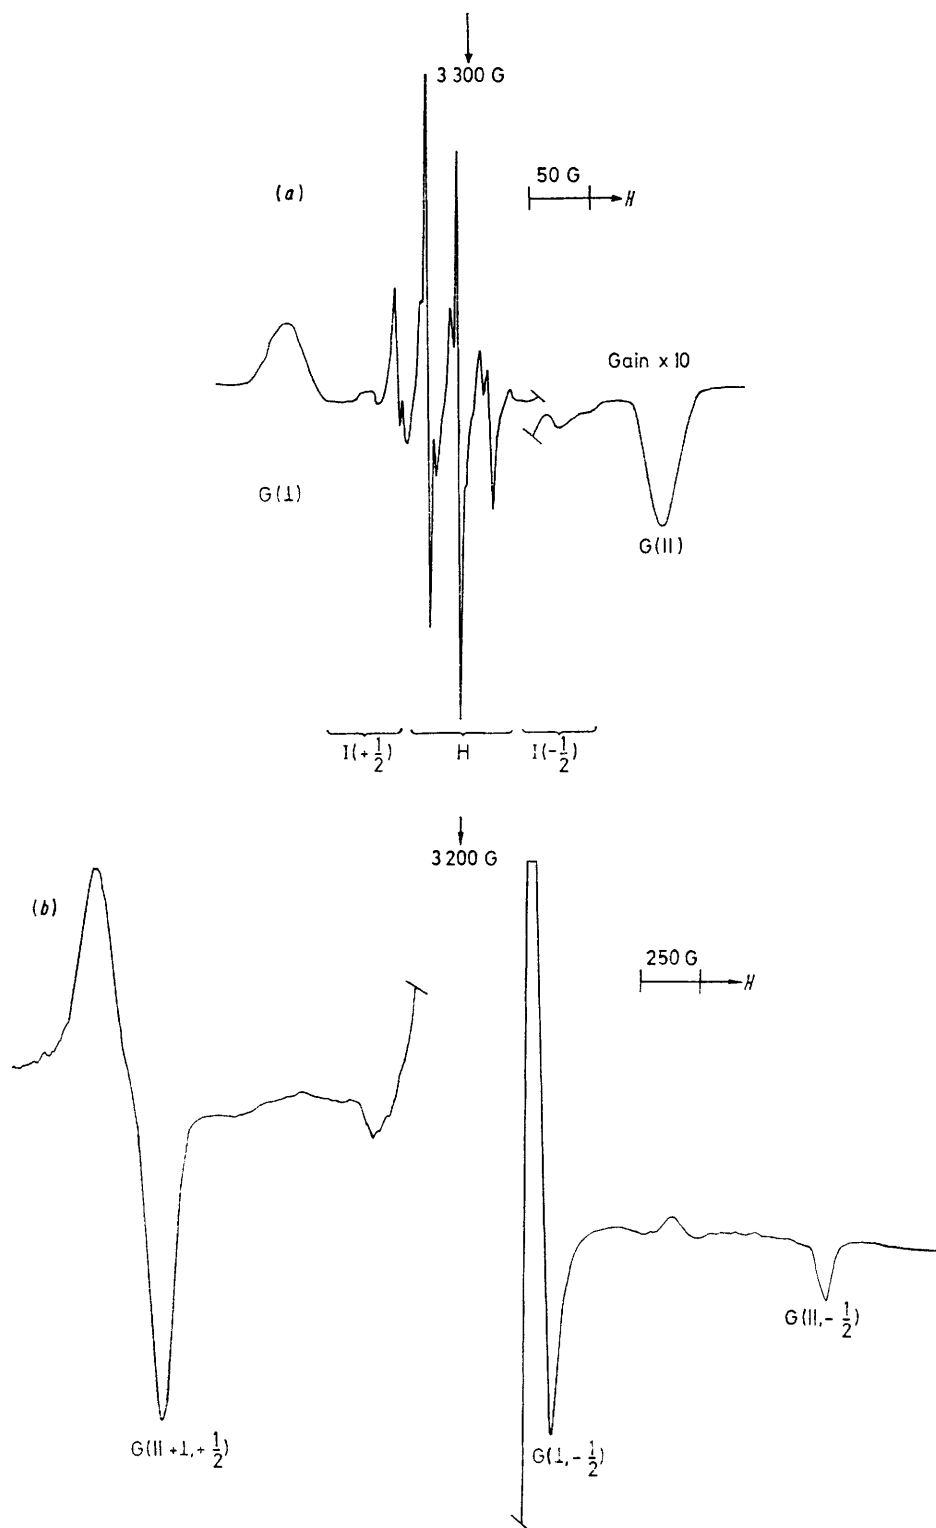 3 300 G
(a)
50 G
H
Gain x 10
G(⊥)
G(||)
I(+1/2)
H
I(-1/2)
3 200 G
(b)
250 G
H
G(||,-1/2)
G(||+⊥,+1/2)
G(⊥,-1/2)